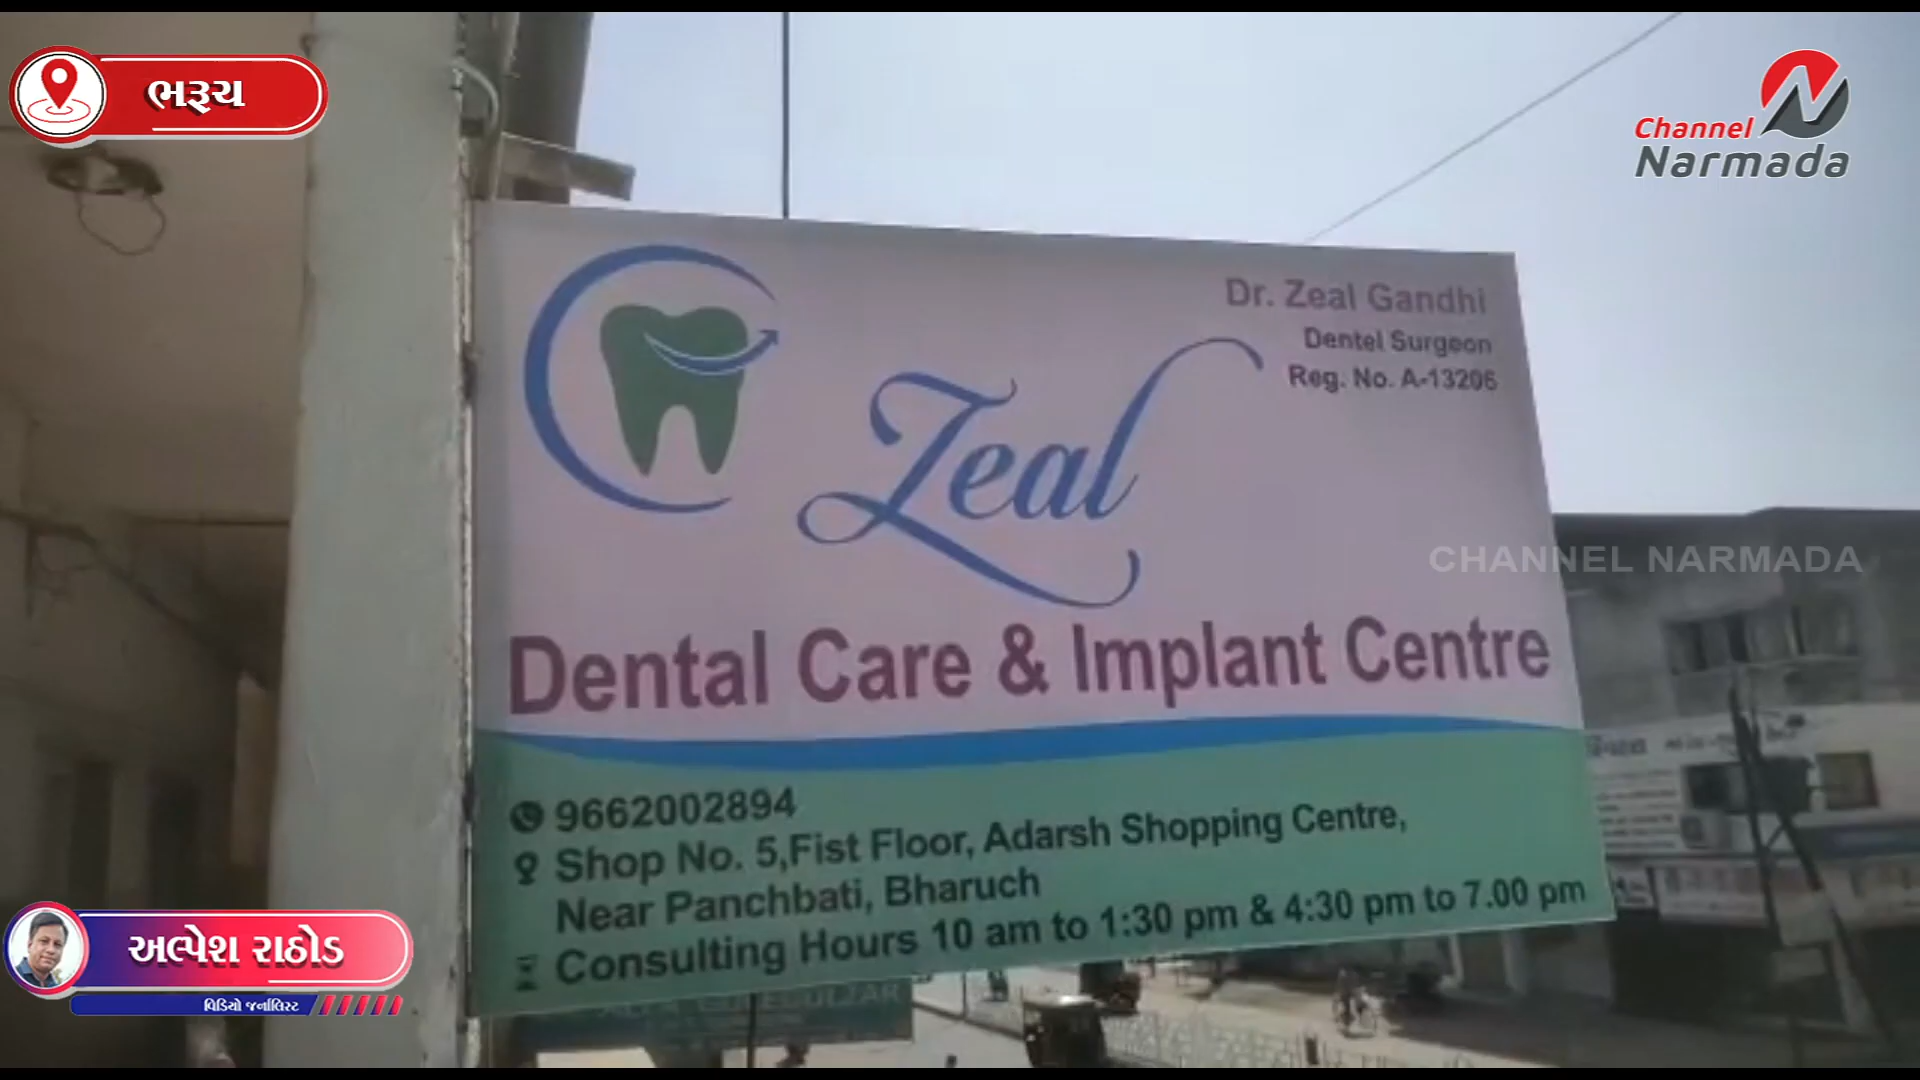 ભરૂચ
Channel
Narmada
Dr. Zeal Gandhi
Dentel Surgeon
Reg. No. A-13206
Zeal
CHANNEL NARMADA
Dental Care & Implant Centre
9662002894
Shop No. 5,Fist Floor, Adarsh Shopping Centre,
Near Panchbati, Bharuch
Consulting Hours 10 am to 1:30 pm & 4:30 pm to 7.00 pm
અલ્પેશ રાઠોડ
વિડિયો જર્નાલિસ્ટ